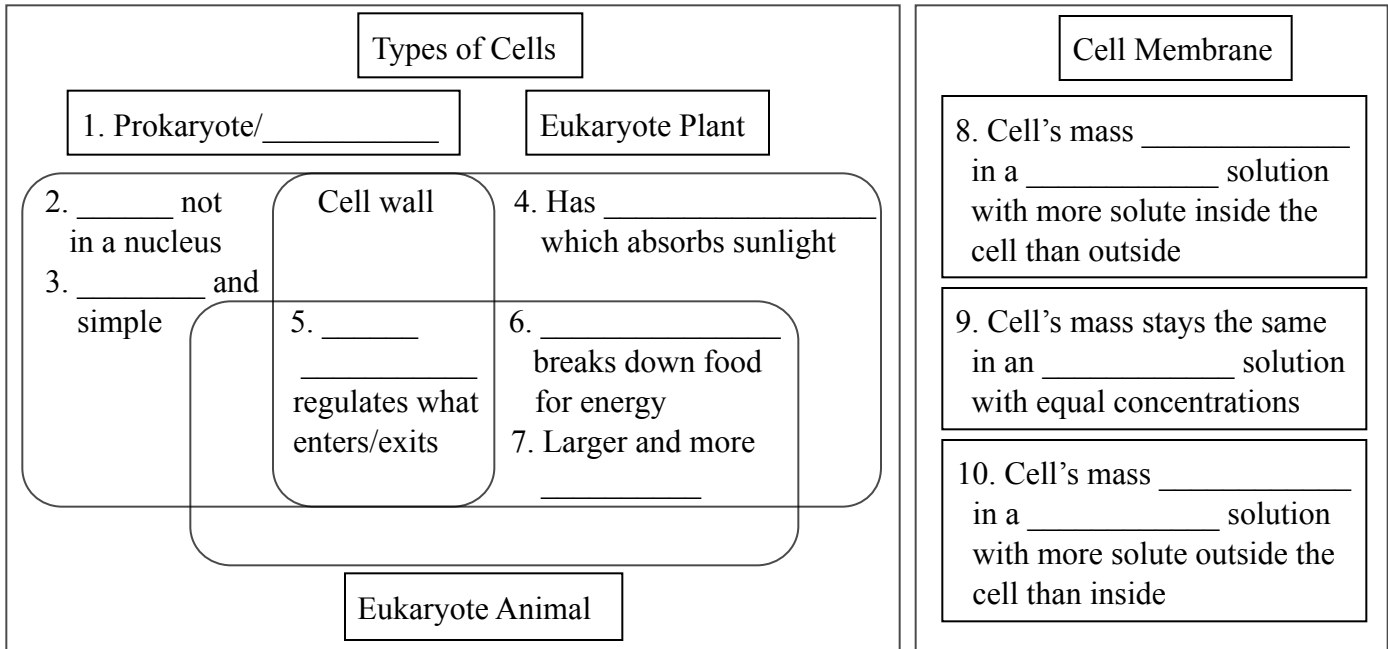 Types of Cells
1. Prokaryote/___________
Eukaryote Plant
2. ______ not
in a nucleus
3. ________ and
simple
Cell wall
4. Has _________________
which absorbs sunlight
5. ______
___________
regulates what
enters/exits
6. _______________
breaks down food
for energy
7. Larger and more
__________
Eukaryote Animal
Cell Membrane
8. Cell’s mass _____________
in a ____________ solution
with more solute inside the
cell than outside
9. Cell’s mass stays the same
in an ____________ solution
with equal concentrations
10. Cell’s mass ____________
in a ____________ solution
with more solute outside the
cell than inside